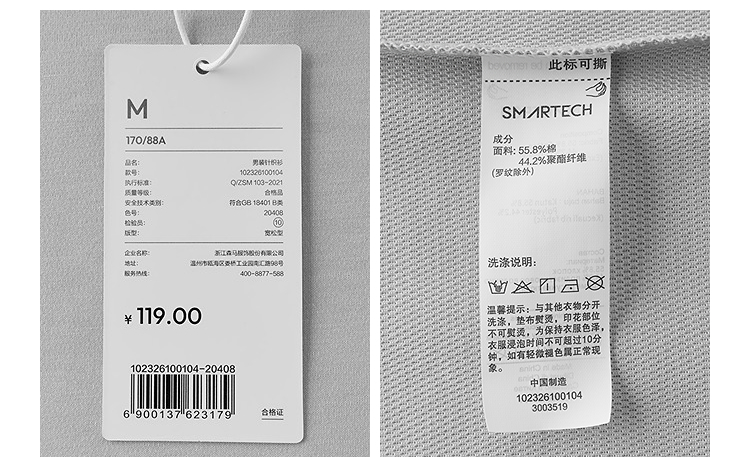 M
170/88A
品名: 男装针织衫
款号: 102326100104
执行标准: Q/ZSM 103-2021
质量等级: 合格品
安全技术类别: 符合GB 18401 B类
色号: 20408
检验员: 10
版型: 宽松型
企业名称: 浙江森马服饰股份有限公司
地址: 温州市瓯海区娄桥工业园南汇路98号
服务热线: 400-8877-588
¥ 119.00
102326100104-20408
6 900137 623179
合格证
此标可撕
SMARTECH
成分
面料: 55.8%棉
44.2%聚酯纤维
(罗纹除外)
洗涤说明:
温馨提示: 与其他衣物分开
洗涤, 垫布熨烫, 印花部位
不可熨烫, 为保持衣服色泽,
衣服浸泡时间不可超过10分
钟, 如有轻微褪色属正常现
象。
中国制造
102326100104
3003519